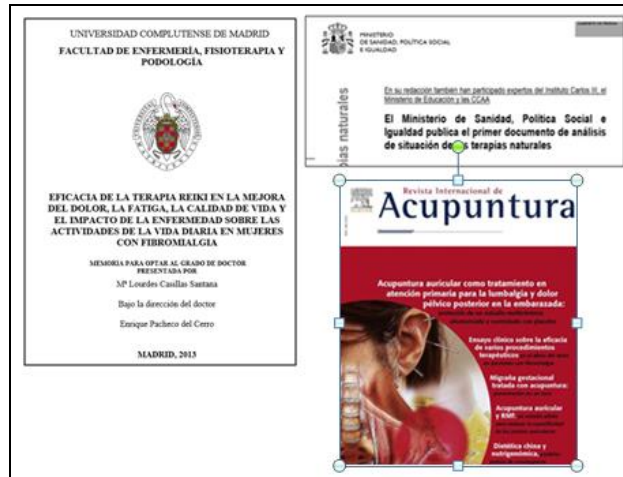 UNIVERSIDAD COMPLUTENSE DE MADRID
FACULTAD DE ENFERMERÍA, FISIOTERAPIA Y
PODOLOGÍA
EFICACIA DE LA TERAPIA REIKI EN LA MEJORA
DEL DOLOR, LA FATIGA, LA CALIDAD DE VIDA Y
EL IMPACTO DE LA ENFERMEDAD SOBRE LAS
ACTIVIDADES DE LA VIDA DIARIA EN MUJERES
CON FIBROMIALGIA
MEMORIA PARA OPTAR AL GRADO DE DOCTOR
PRESENTADA POR
Mª Lourdes Casillas Santana
Bajo la dirección del doctor
Enrique Pacheco del Cerro
MADRID, 2013
MINISTERIO
DE SANIDAD, POLÍTICA SOCIAL
E IGUALDAD
pias naturales
En su redacción también han participado expertos del Instituto Carlos III, el
Ministerio de Educación y las CCAA
El Ministerio de Sanidad, Política Social e
Igualdad publica el primer documento de análisis
de situación de terapias naturales
Revista Internacional de
Acupuntura
Acupuntura auricular como tratamiento en
atención primaria para la lumbalgia y dolor
pélvico posterior en la embarazada:
Ensayo clínico sobre la eficacia
de varios procedimientos
terapéuticos
Migraña gestacional
tratada con acupuntura:
Acupuntura auricular
y RMF:
Dietética china y
nutrigenómica,